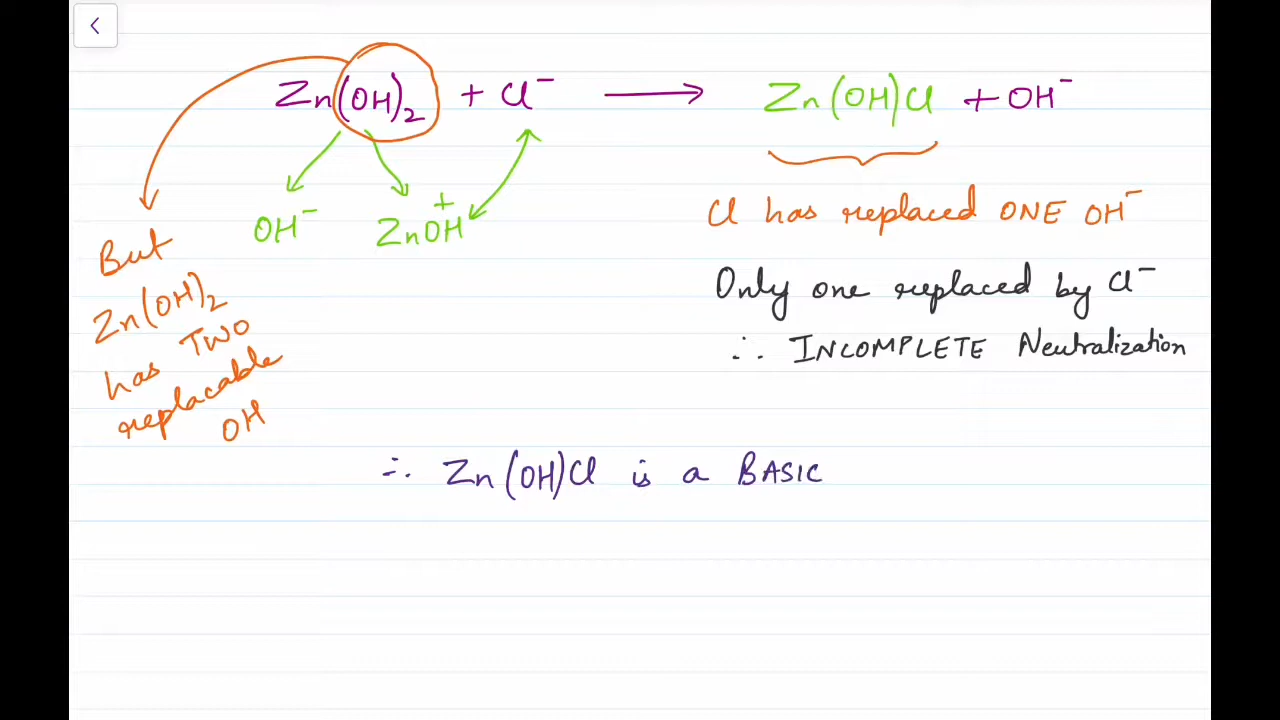 Zn(OH)₂ + Cl⁻ ⟶ Zn(OH)Cl + OH⁻
OH⁻ ZnOH⁺
But
Zn(OH)₂
has TWO
replacable
OH
Cl has replaced ONE OH⁻
Only one replaced by Cl⁻
∴ INCOMPLETE Neutralization
∴ Zn(OH)Cl is a BASIC